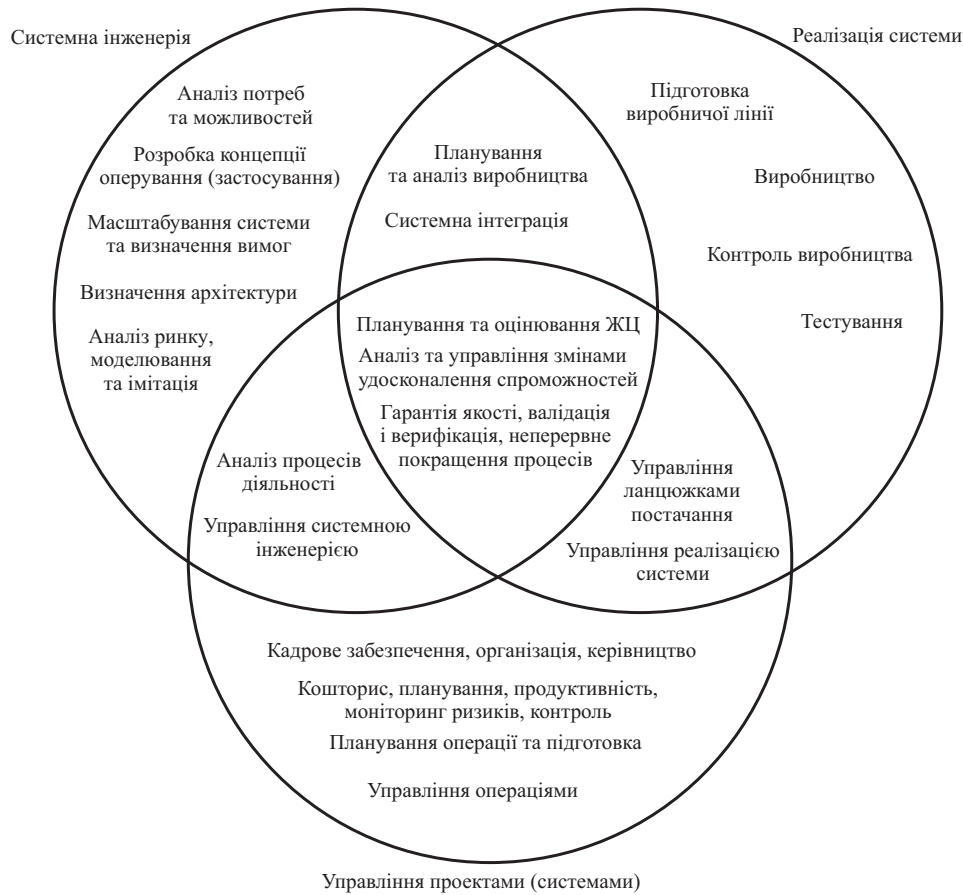 Системна інженерія
Реалізація системи
Аналіз потреб
та можливостей
Розробка концепції
оперування (застосування)
Масштабування системи
та визначення вимог
Визначення архітектури
Аналіз ринку,
моделювання
та імітація
Планування
та аналіз виробництва
Системна інтеграція
Підготовка
виробничої лінії
Виробництво
Контроль виробництва
Тестування
Планування та оцінювання ЖЦ
Аналіз та управління змінами
удосконалення спроможностей
Гарантія якості, валідація
і верифікація, неперервне
покращення процесів
Аналіз процесів
діяльності
Управління системною
інженерією
Управління
ланцюжками
постачання
Управління реалізацією
системи
Кадрове забезпечення, організація, керівництво
Кошторис, планування, продуктивність,
моніторинг ризиків, контроль
Планування операції та підготовка
Управління операціями
Управління проектами (системами)